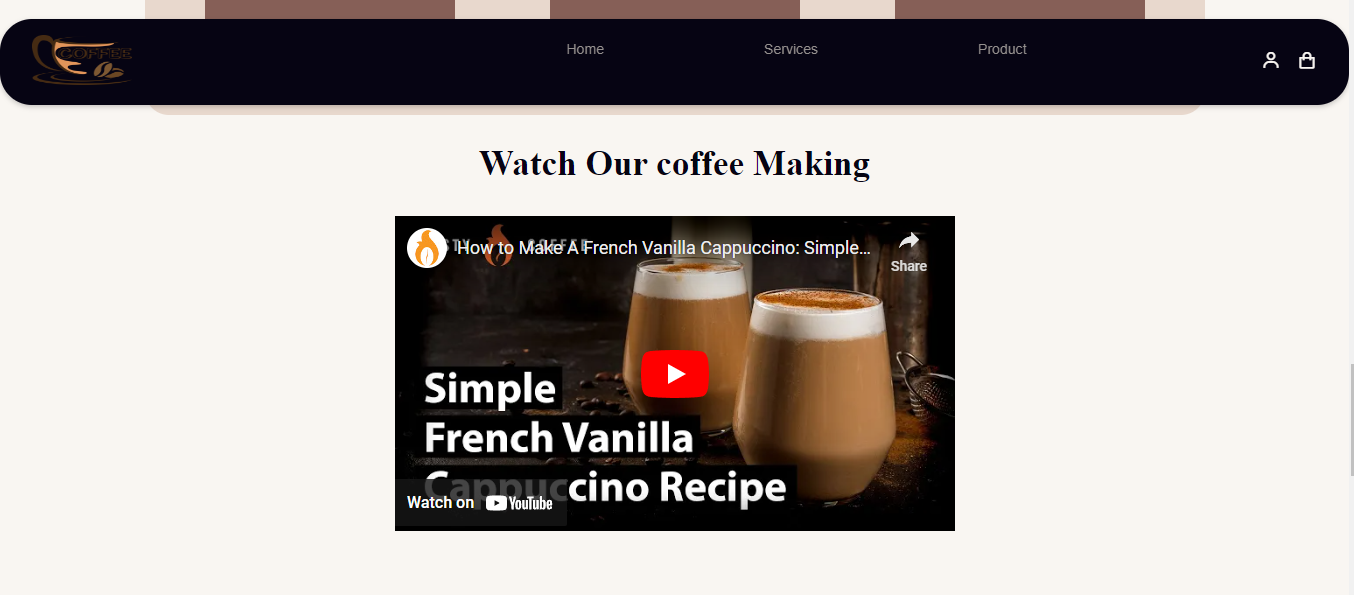 COFFEE
Home
Services
Product
Watch Our coffee Making
How to Make A French Vanilla Cappuccino: Simple...
Share
Simple
French Vanilla
Cappuccino Recipe
Watch on YouTube